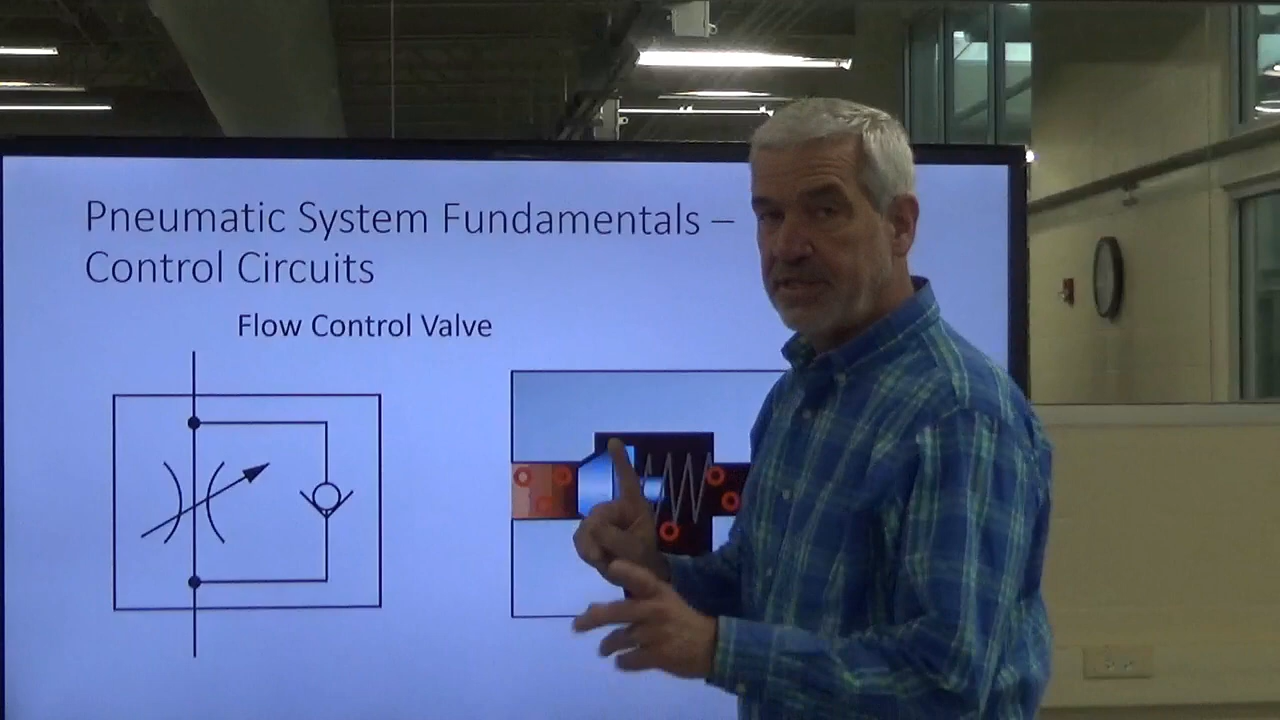 Pneumatic System Fundamentals –
Control Circuits
Flow Control Valve